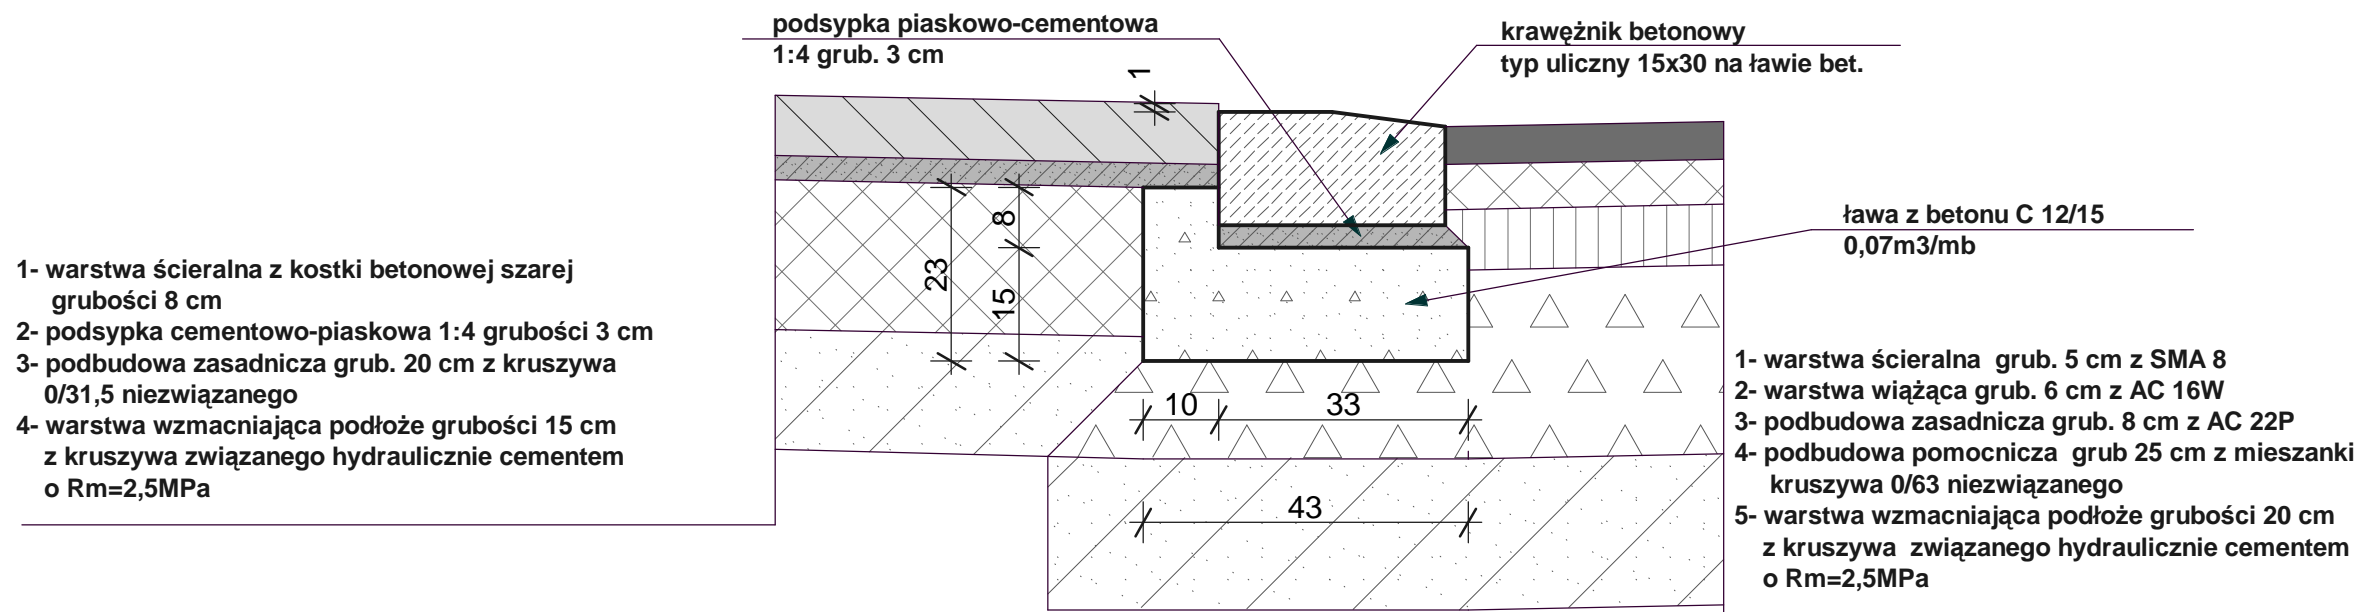 podsypka piaskowo-cementowa
1:4 grub. 3 cm
krawężnik betonowy
typ uliczny 15x30 na ławie bet.
1
ława z betonu C 12/15
0,07m3/mb
8
23
15
10
33
43
1- warstwa ścieralna z kostki betonowej szarej
grubości 8 cm
2- podsypka cementowo-piaskowa 1:4 grubości 3 cm
3- podbudowa zasadnicza grub. 20 cm z kruszywa
0/31,5 niezwiązanego
4- warstwa wzmacniająca podłoże grubości 15 cm
z kruszywa związanego hydraulicznie cementem
o Rm=2,5MPa
1- warstwa ścieralna grub. 5 cm z SMA 8
2- warstwa wiążąca grub. 6 cm z AC 16W
3- podbudowa zasadnicza grub. 8 cm z AC 22P
4- podbudowa pomocnicza grub 25 cm z mieszanki
kruszywa 0/63 niezwiązanego
5- warstwa wzmacniająca podłoże grubości 20 cm
z kruszywa związanego hydraulicznie cementem
o Rm=2,5MPa